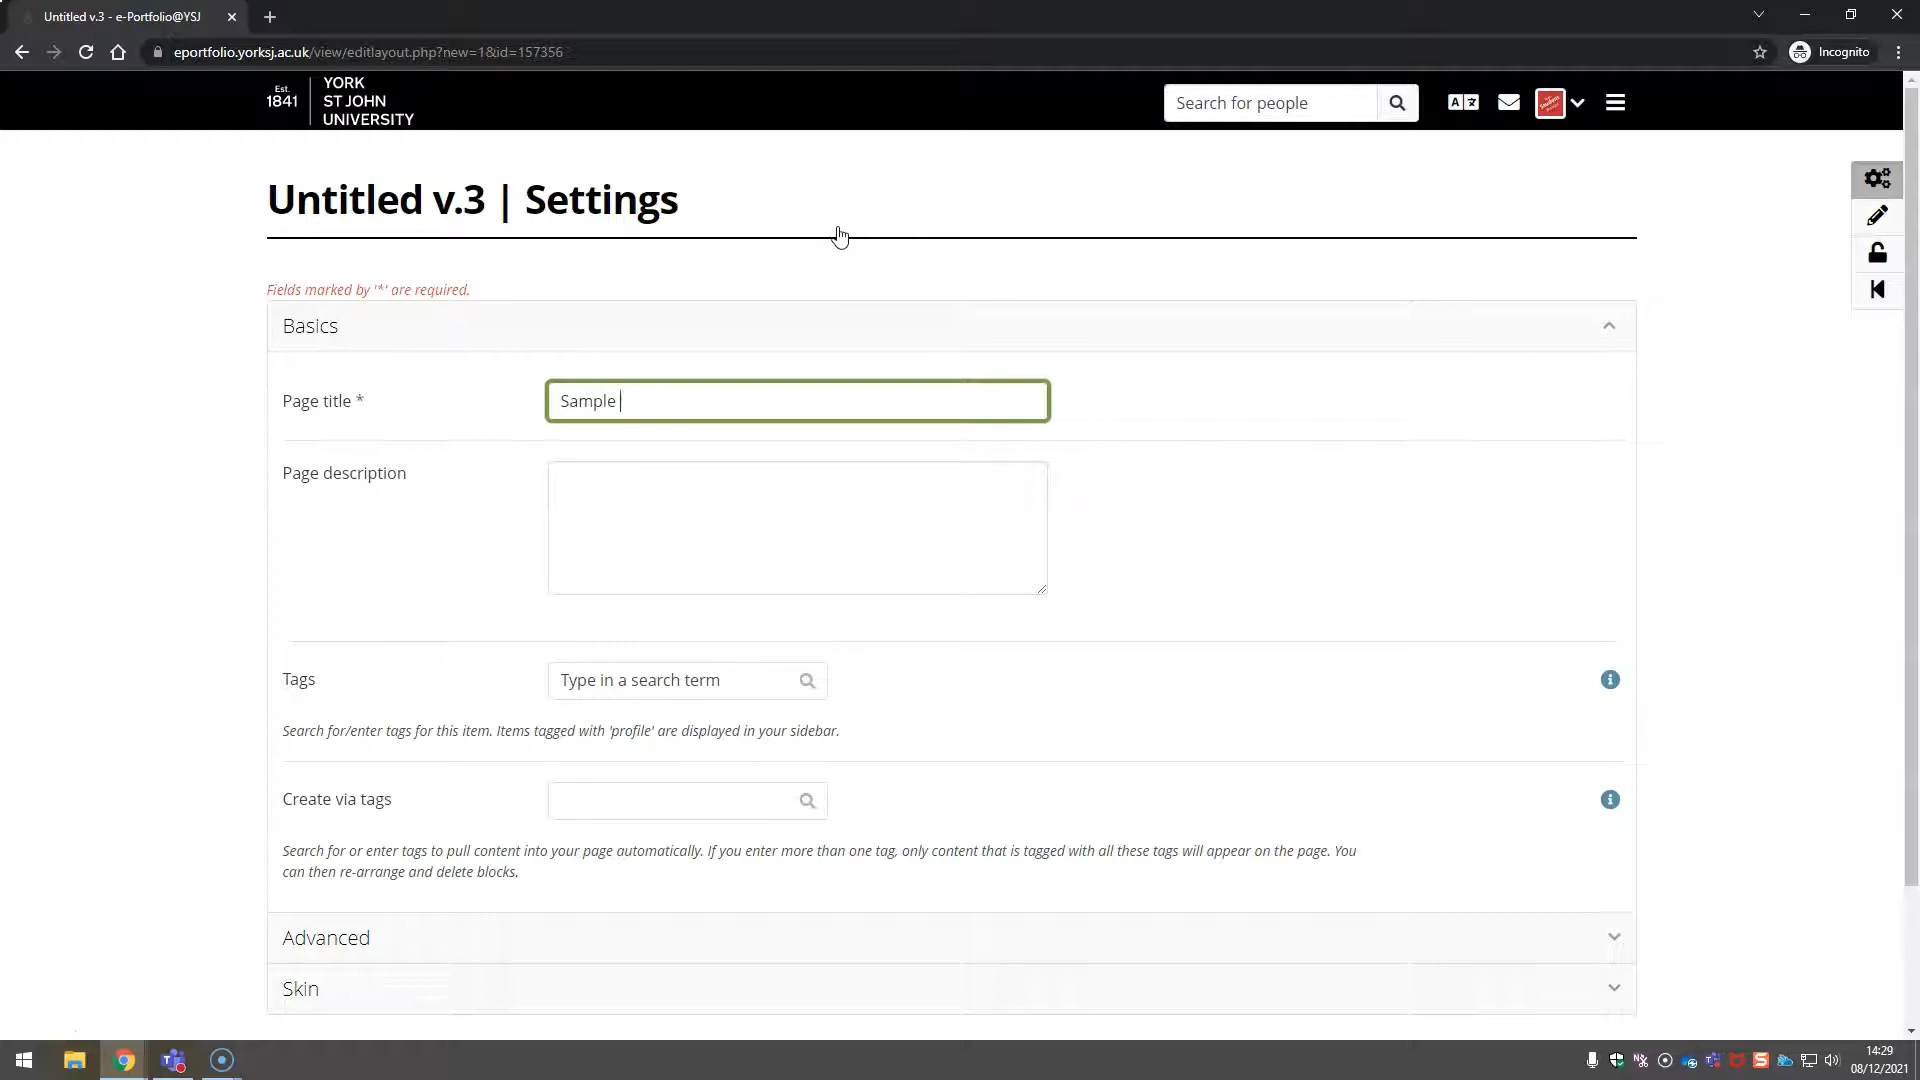 Untitled v.3 - e-Portfolio@YSJ
eportfolio.yorksj.ac.uk/view/editlayout.php?new=1&id=157356
Incognito
Est.
1841
YORK
ST JOHN
UNIVERSITY
Search for people
Untitled v.3 | Settings
Fields marked by '*' are required.
Basics
Page title *
Sample
Page description
Tags
Type in a search term
Search for/enter tags for this item. Items tagged with 'profile' are displayed in your sidebar.
Create via tags
Search for or enter tags to pull content into your page automatically. If you enter more than one tag, only content that is tagged with all these tags will appear on the page. You
can then re-arrange and delete blocks.
Advanced
Skin
14:29
08/12/2021